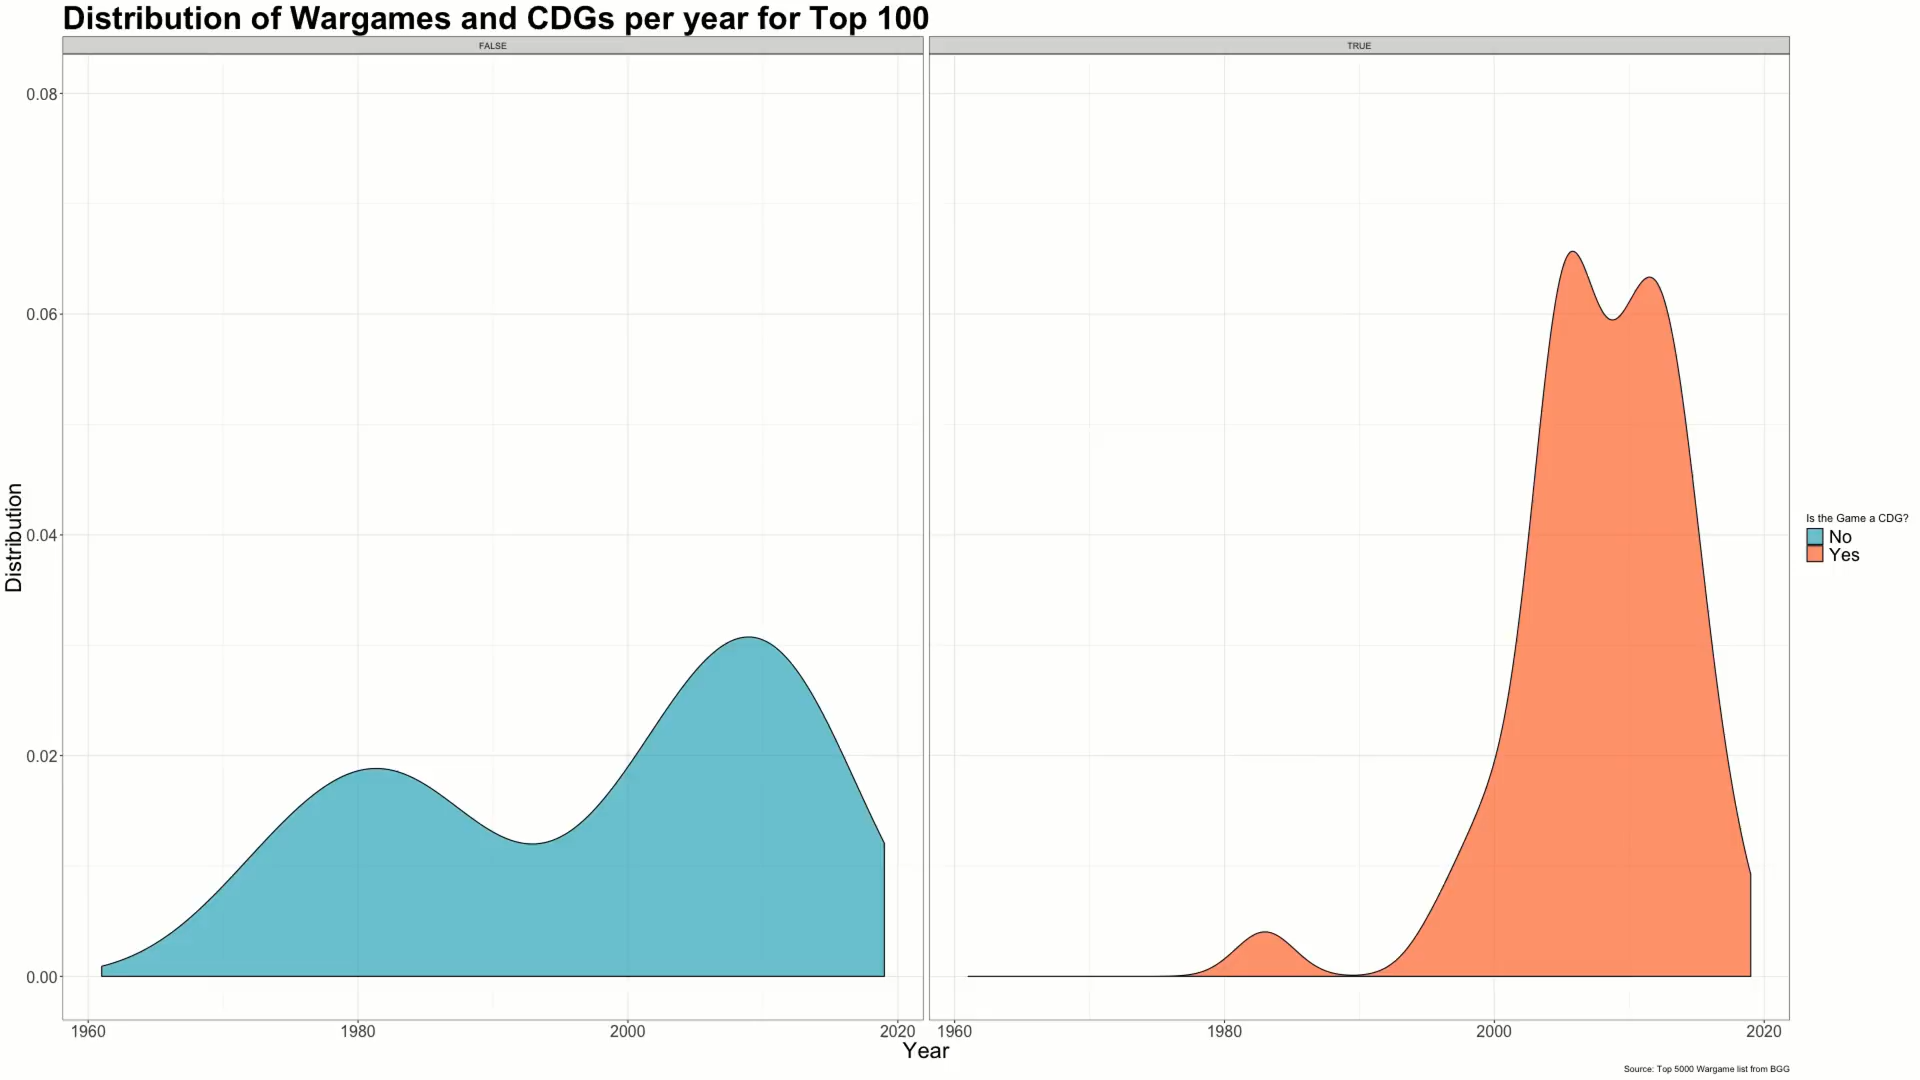 Distribution of Wargames and CDGs per year for Top 100
FALSE
TRUE
Distribution
0.08
0.06
0.04
0.02
0.00
1960
1980
2000
2020
1960
1980
2000
2020
Year
Is the Game a CDG?
No
Yes
Source: Top 5000 Wargame list from BGG